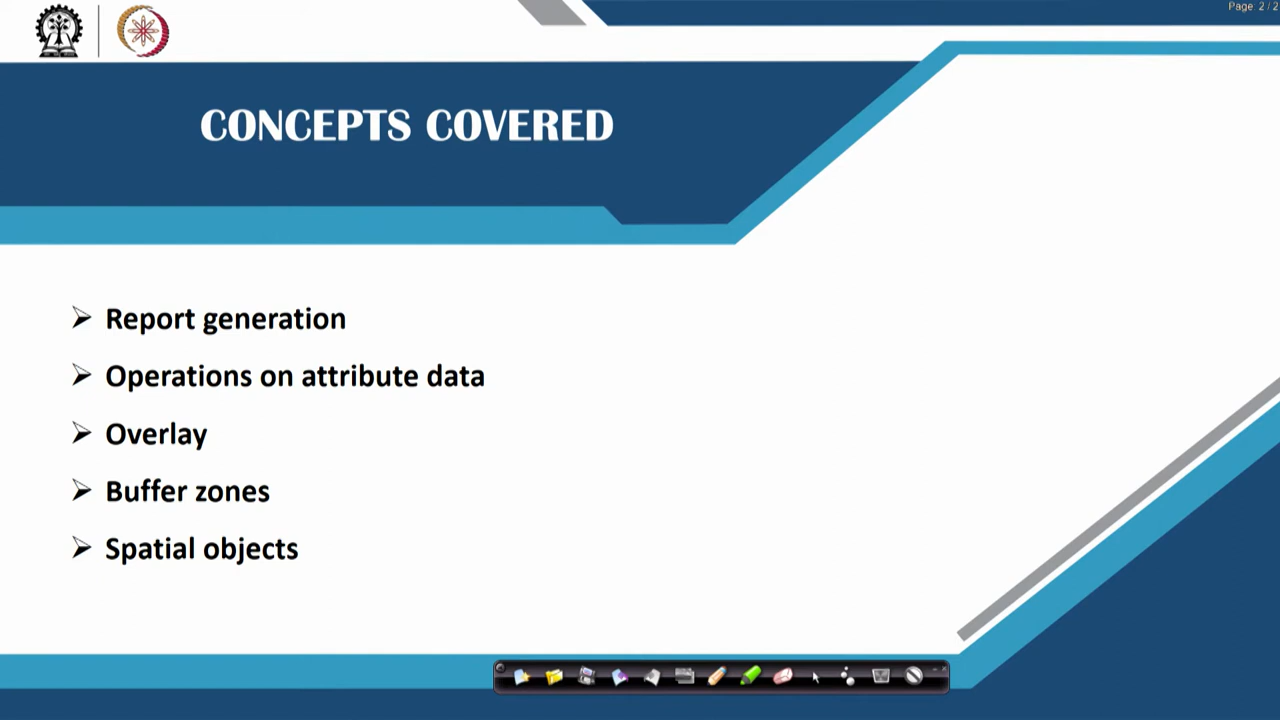 Page: 2 / 2
CONCEPTS COVERED
Report generation
Operations on attribute data
Overlay
Buffer zones
Spatial objects